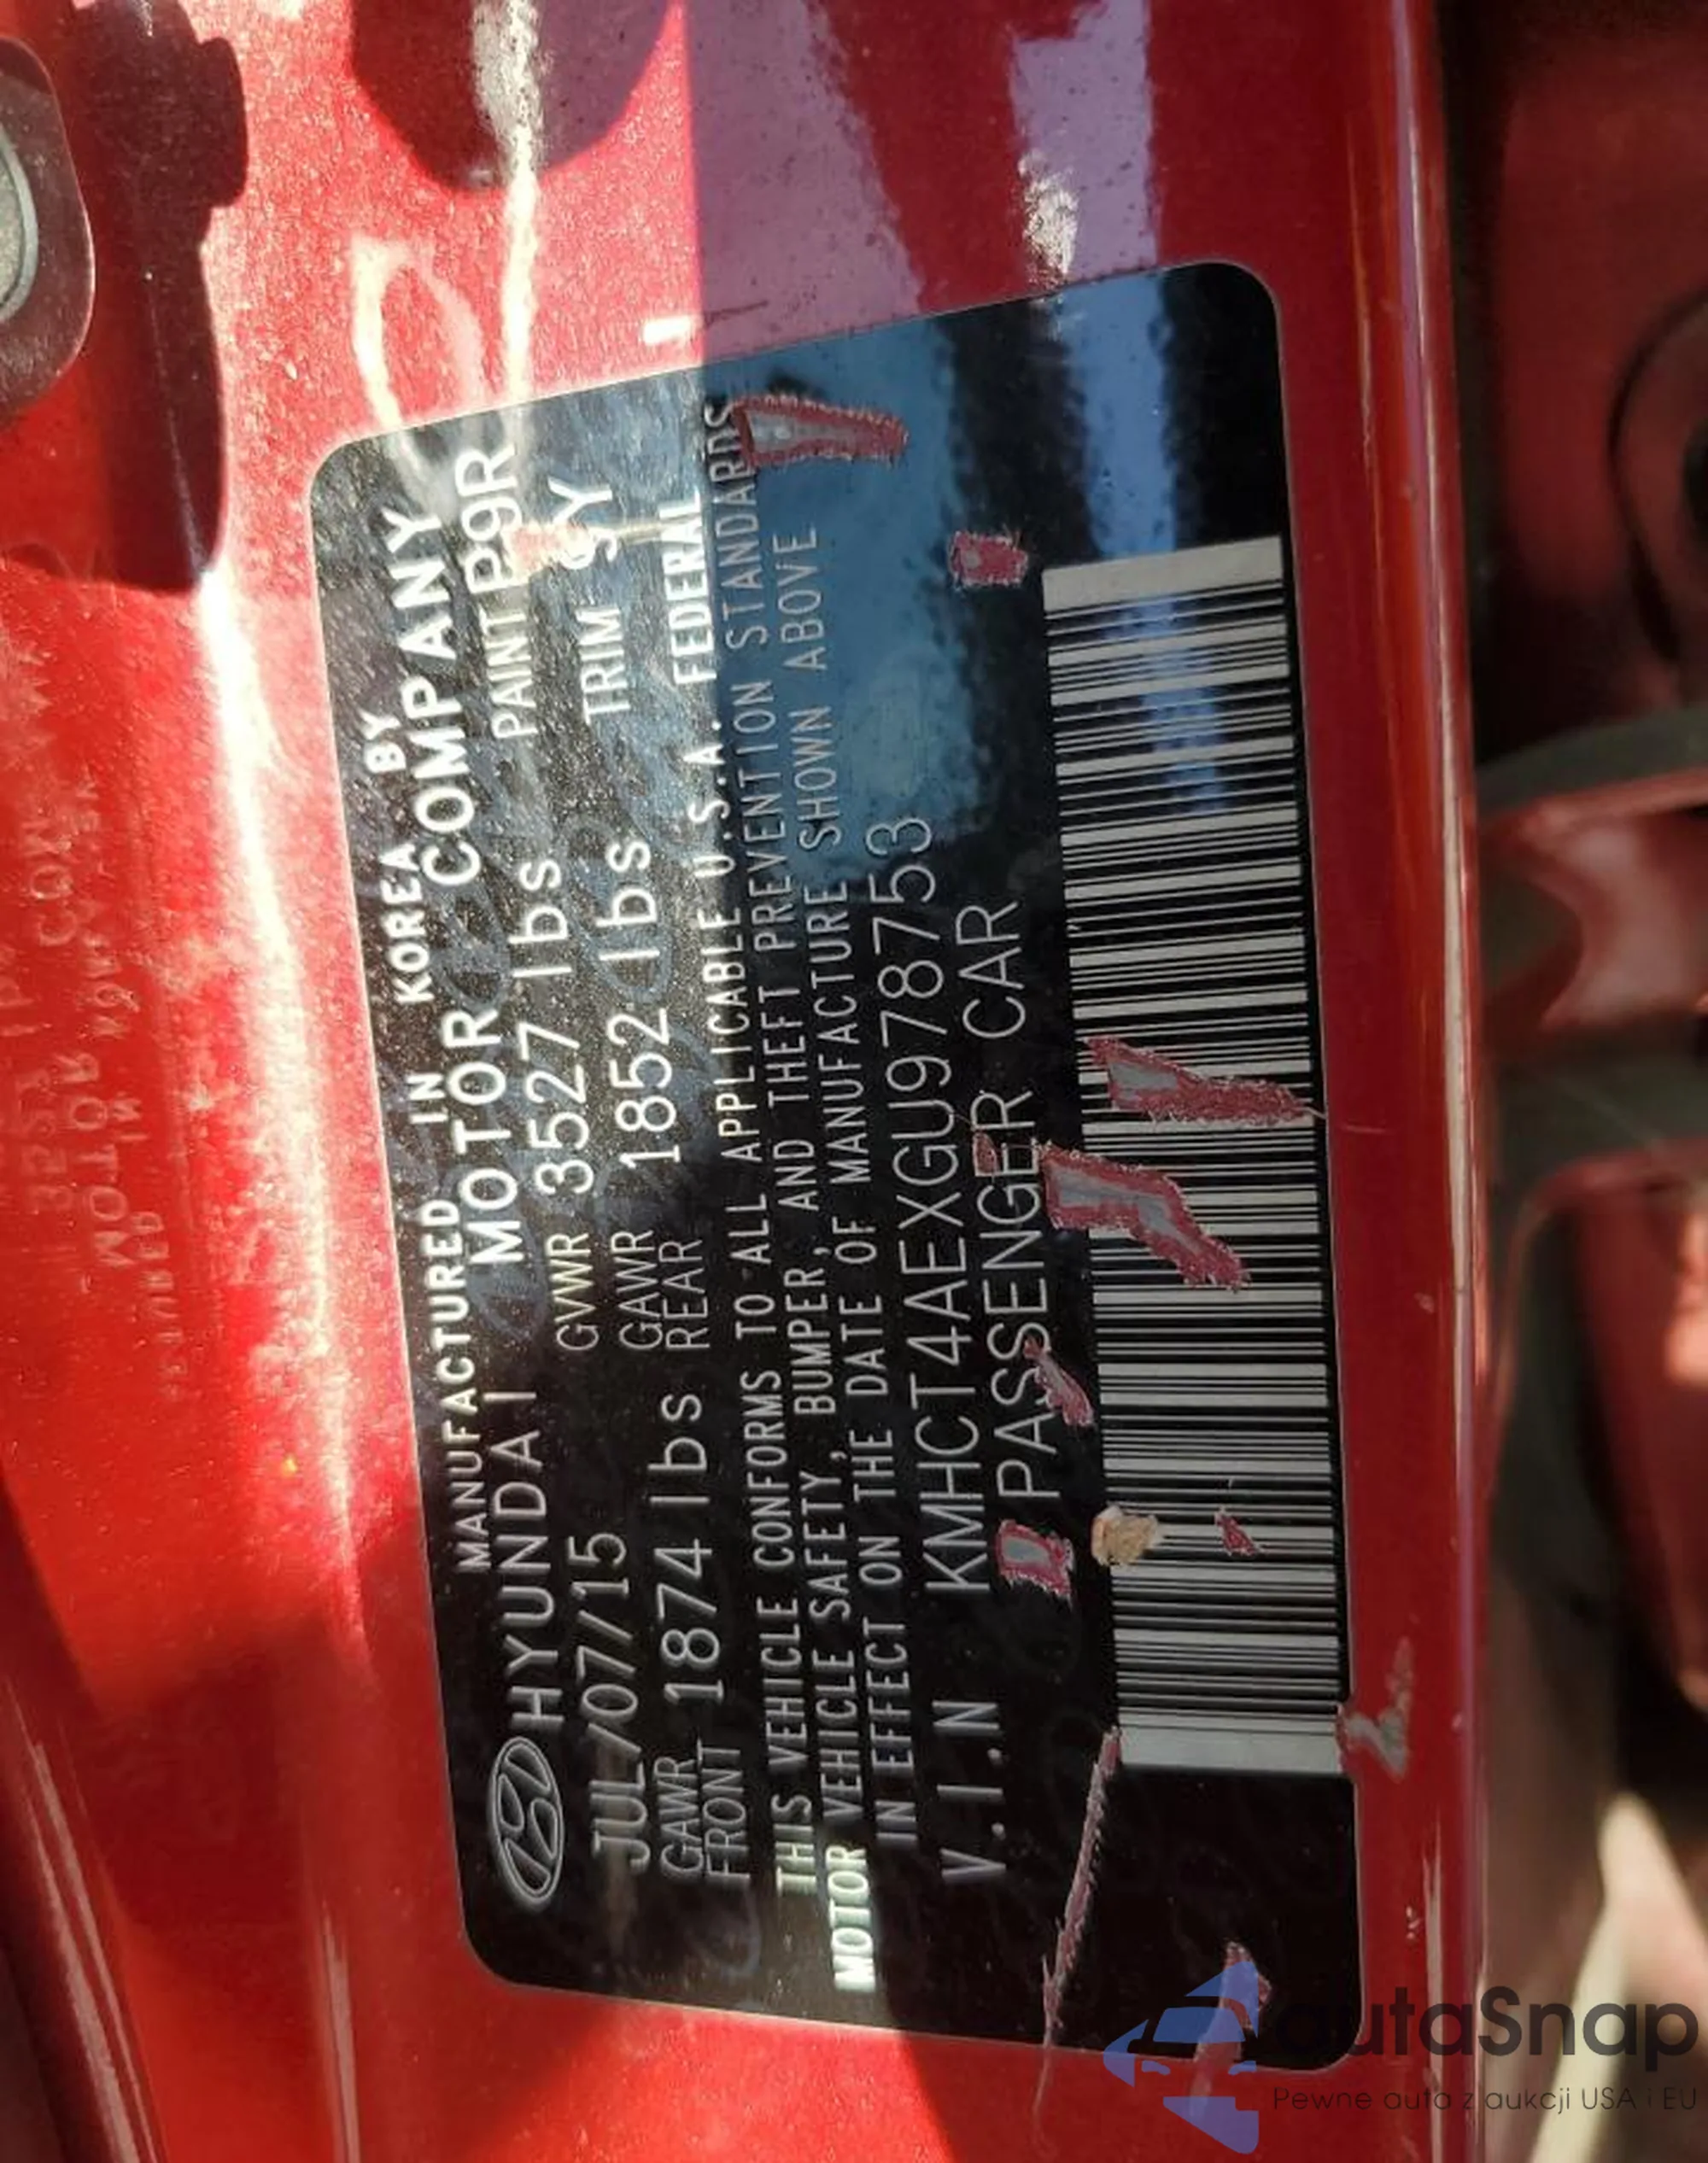 MANUFACTURED IN KOREA BY
HYUNDAI MOTOR COMPANY
JUL/07/15 GVWR 3527 lbs PAINT P9R
GAWR FRONT 1874 lbs GAWR REAR 1852 lbs TRIM 9Y
THIS VEHICLE CONFORMS TO ALL APPLICABLE U.S.A. FEDERAL
MOTOR VEHICLE SAFETY, BUMPER, AND THEFT PREVENTION STANDARDS
IN EFFECT ON THE DATE OF MANUFACTURE SHOWN ABOVE
V.I.N KMHCT4AEXGU978753
PASSENGER CAR
autaSnap
Pewne auta z aukcji USA i EU